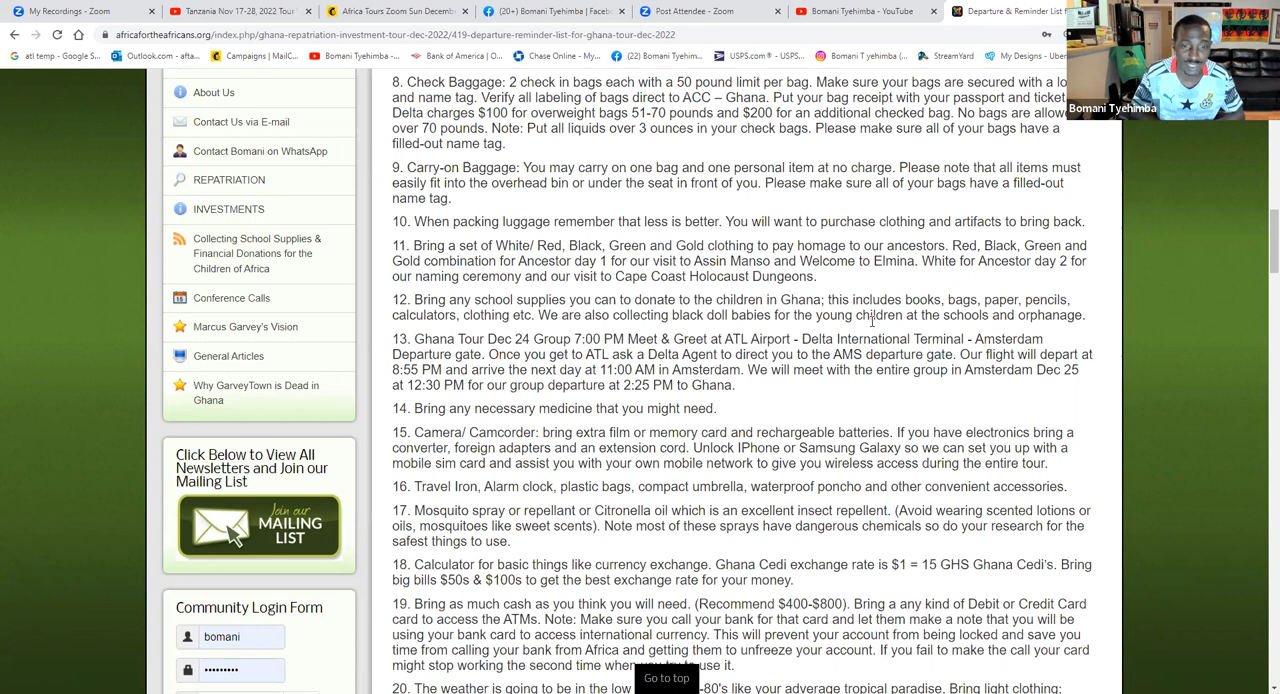 My Recordings - Zoom
Tanzania Nov 17-28, 2022 Tour
Africa Tours Zoom Sun Decemb
(20+) Bomani Tyehimba | Faceb
Post Attendee - Zoom
Bomani Tyehimba - YouTube
Departure & Reminder List f
africafortheafricans.org/index.php/ghana-repatriation-investment-tour-dec-2022/419-departure-reminder-list-for-ghana-tour-dec-2022
atl temp - Google S...
Outlook.com - afta...
Campaigns | MailC...
Bomani Tyehimba -...
Bank of America | O...
Chase Online - My...
(22) Bomani Tyehim...
USPS.com® - USPS...
Instagram
Bomani T (@bomani...
StreamYard
My Designs - Uber
Bomani Tyehimba
About Us
Contact Us via E-mail
Contact Bomani on WhatsApp
REPATRIATION
INVESTMENTS
Collecting School Supplies &
Financial Donations for the
Children of Africa
Conference Calls
Marcus Garvey's Vision
General Articles
Why GarveyTown is Dead in
Ghana
Click Below to View All
Newsletters and Join our
Mailing List
Join our
MAILING
LIST
Community Login Form
bomani
•••••••••
8. Check Baggage: 2 check in bags each with a 50 pound limit per bag. Make sure your bags are secured with a lo
and name tag. Verify all labeling of bags direct to ACC – Ghana. Put your bag receipt with your passport and ticket
Delta charges $100 for overweight bags 51-70 pounds and $200 for an additional checked bag. No bags are allow
over 70 pounds. Note: Put all liquids over 3 ounces in your check bags. Please make sure all of your bags have a
filled-out name tag.
9. Carry-on Baggage: You may carry on one bag and one personal item at no charge. Please note that all items must
easily fit into the overhead bin or under the seat in front of you. Please make sure all of your bags have a filled-out
name tag.
10. When packing luggage remember that less is better. You will want to purchase clothing and artifacts to bring back.
11. Bring a set of White/ Red, Black, Green and Gold clothing to pay homage to our ancestors. Red, Black, Green and
Gold combination for Ancestor day 1 for our visit to Assin Manso and Welcome to Elmina. White for Ancestor day 2 for
our naming ceremony and our visit to Cape Coast Holocaust Dungeons.
12. Bring any school supplies you can to donate to the children in Ghana; this includes books, bags, paper, pencils,
calculators, clothing etc. We are also collecting black doll babies for the young children at the schools and orphanage.
13. Ghana Tour Dec 24 Group 7:00 PM Meet & Greet at ATL Airport - Delta International Terminal - Amsterdam
Departure gate. Once you get to ATL ask a Delta Agent to direct you to the AMS departure gate. Our flight will depart at
8:55 PM and arrive the next day at 11:00 AM in Amsterdam. We will meet with the entire group in Amsterdam Dec 25
at 12:30 PM for our group departure at 2:25 PM to Ghana.
14. Bring any necessary medicine that you might need.
15. Camera/ Camcorder: bring extra film or memory card and rechargeable batteries. If you have electronics bring a
converter, foreign adapters and an extension cord. Unlock IPhone or Samsung Galaxy so we can set you up with a
mobile sim card and assist you with your own mobile network to give you wireless access during the entire tour.
16. Travel Iron, Alarm clock, plastic bags, compact umbrella, waterproof poncho and other convenient accessories.
17. Mosquito spray or repellant or Citronella oil which is an excellent insect repellent. (Avoid wearing scented lotions or
oils, mosquitoes like sweet scents). Note most of these sprays have dangerous chemicals so do your research for the
safest things to use.
18. Calculator for basic things like currency exchange. Ghana Cedi exchange rate is $1 = 15 GHS Ghana Cedi's. Bring
big bills $50s & $100s to get the best exchange rate for your money.
19. Bring as much cash as you think you will need. (Recommend $400-$800). Bring a any kind of Debit or Credit Card
card to access the ATMs. Note: Make sure you call your bank for that card and let them make a note that you will be
using your bank card to access international currency. This will prevent your account from being locked and save you
time from calling your bank from Africa and getting them to unfreeze your account. If you fail to make the call your card
might stop working the second time when you try to use it.
20. The weather is going to be in the low -80's like your adverage tropical paradise. Bring light clothing;
Go to top